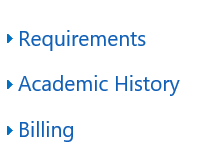 Requirements
Academic History
Billing